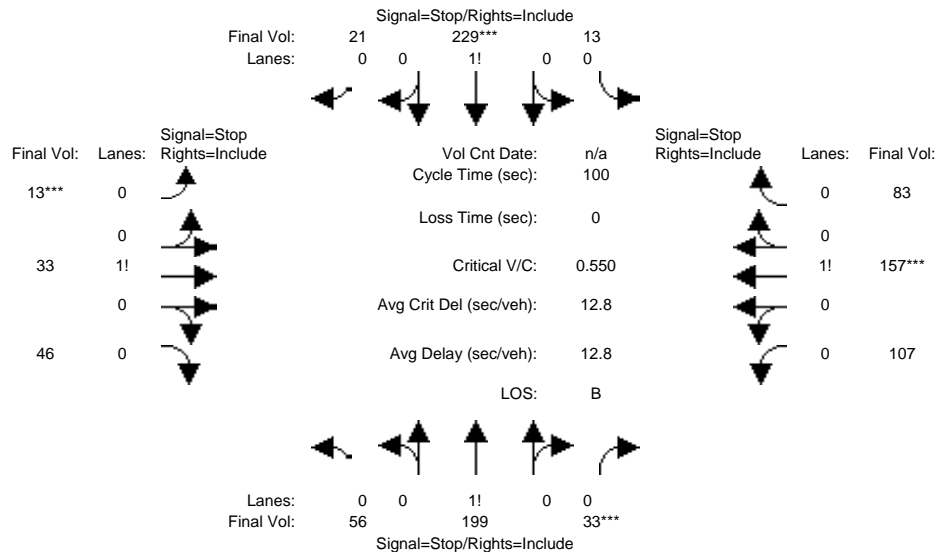 Signal=Stop/Rights=Include
Final Vol: 21 229*** 13
Lanes: 0 0 1! 0 0
Signal=Stop
Final Vol: Lanes: Rights=Include
Vol Cnt Date: n/a
Signal=Stop
Rights=Include Lanes: Final Vol:
Cycle Time (sec): 100
13*** 0
0 83
Loss Time (sec): 0
0
0
33 1!
Critical V/C: 0.550
1! 157***
0
Avg Crit Del (sec/veh): 12.8
0
46 0
Avg Delay (sec/veh): 12.8
0 107
LOS: B
Lanes: 0 0 1! 0 0
Final Vol: 56 199 33***
Signal=Stop/Rights=Include